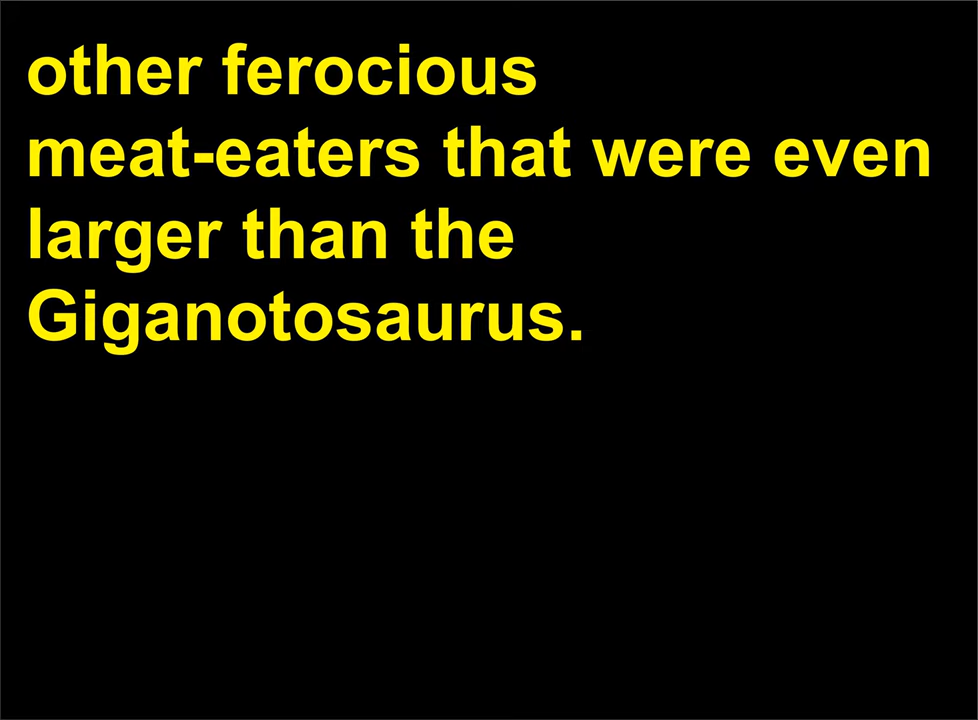 other ferocious
meat-eaters that were even
larger than the
Giganotosaurus.